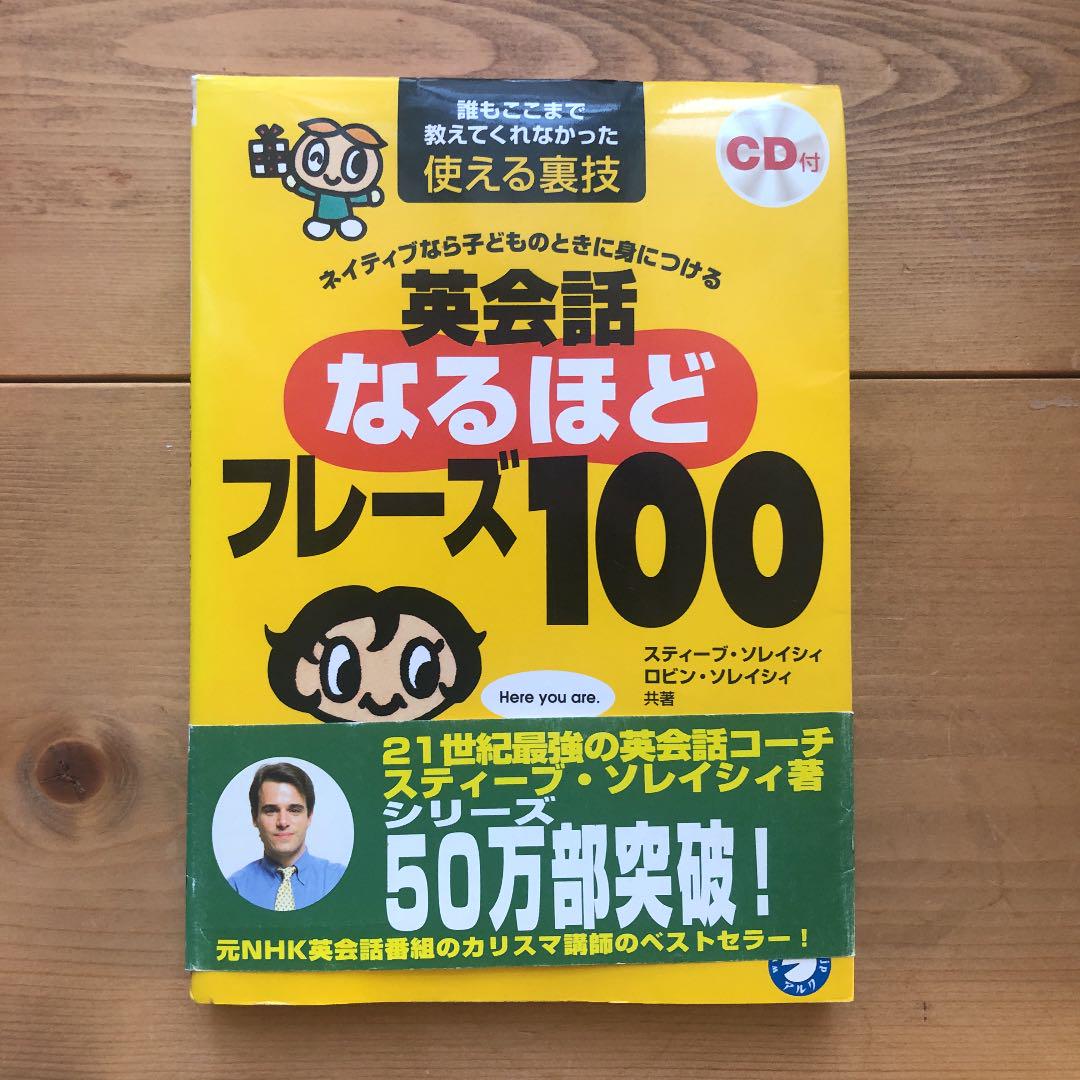 誰もここまで
教えてくれなかった
使える裏技
CD付
ネイティブなら子どものときに身につける
英会話
なるほど
フレーズ100
スティーブ・ソレイシィ
ロビン・ソレイシィ
共著
Here you are.
21世紀最強の英会話コーチ
スティーブ・ソレイシィ著
シリーズ
50万部突破!
元NHK英会話番組のカリスマ講師のベストセラー!
アルク